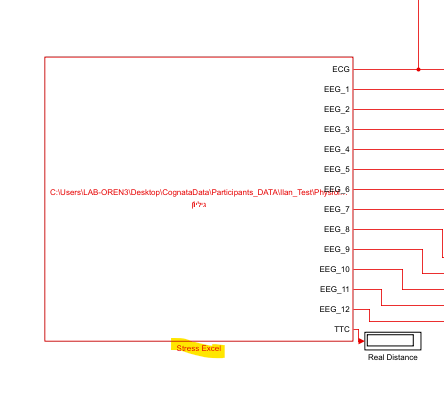 ECG
EEG_1
EEG_2
EEG_3
EEG_4
EEG_5
C:\Users\LAB-OREN3\Desktop\CognataData\Participants_DATA\Ilan_Test\Physio...
EEG_6
גיליון
EEG_7
EEG_8
EEG_9
EEG_10
EEG_11
EEG_12
TTC
Stress Excel
Real Distance